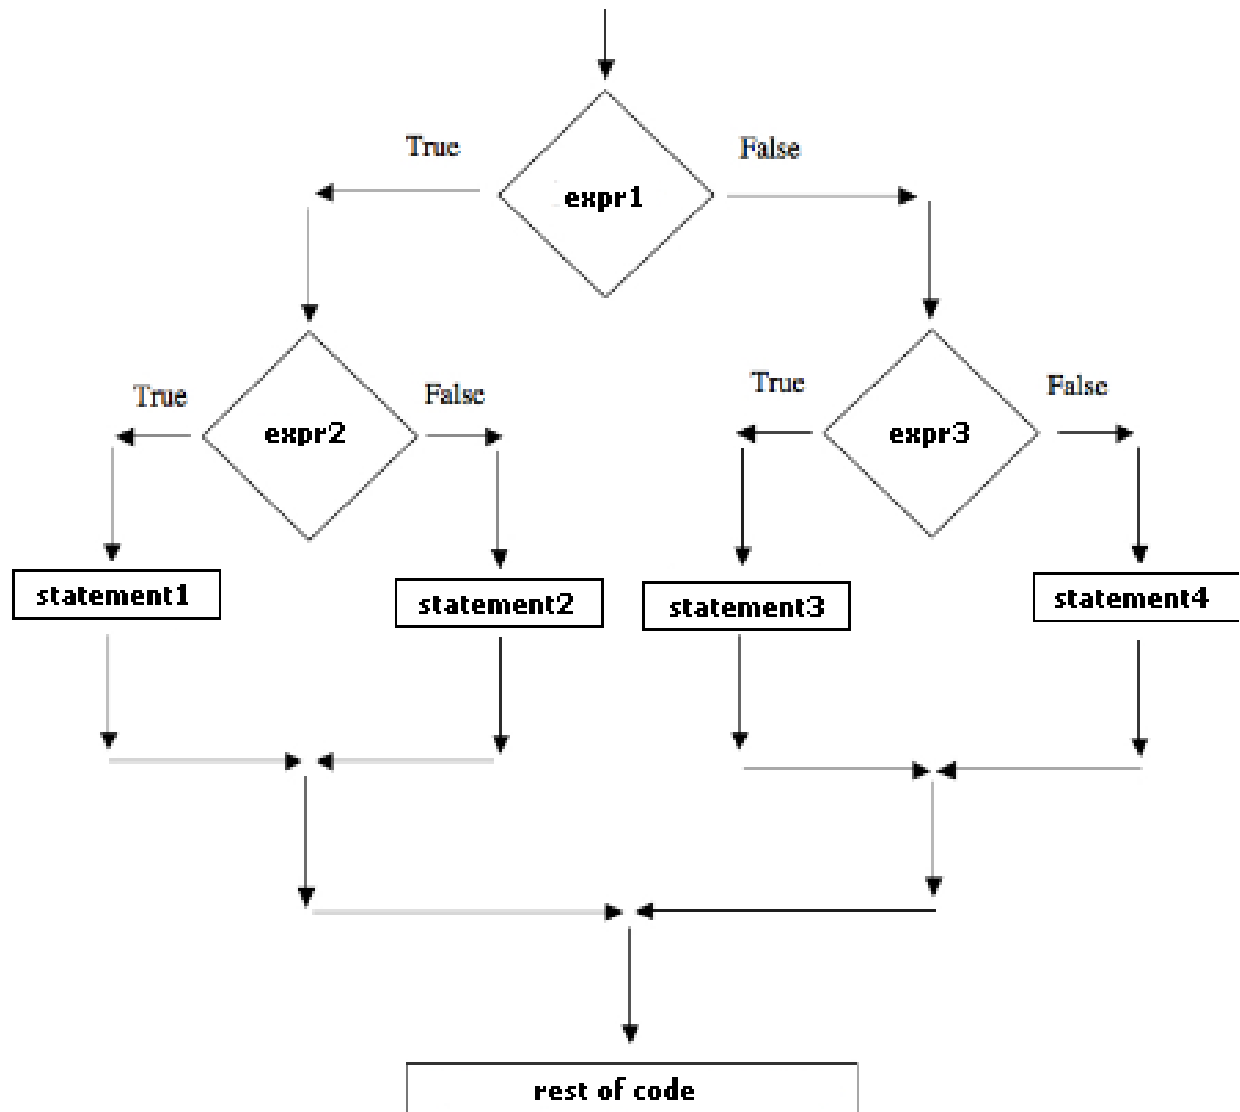 True
False
expr1
True
False
True
False
expr2
expr3
statement1
statement2
statement3
statement4
rest of code